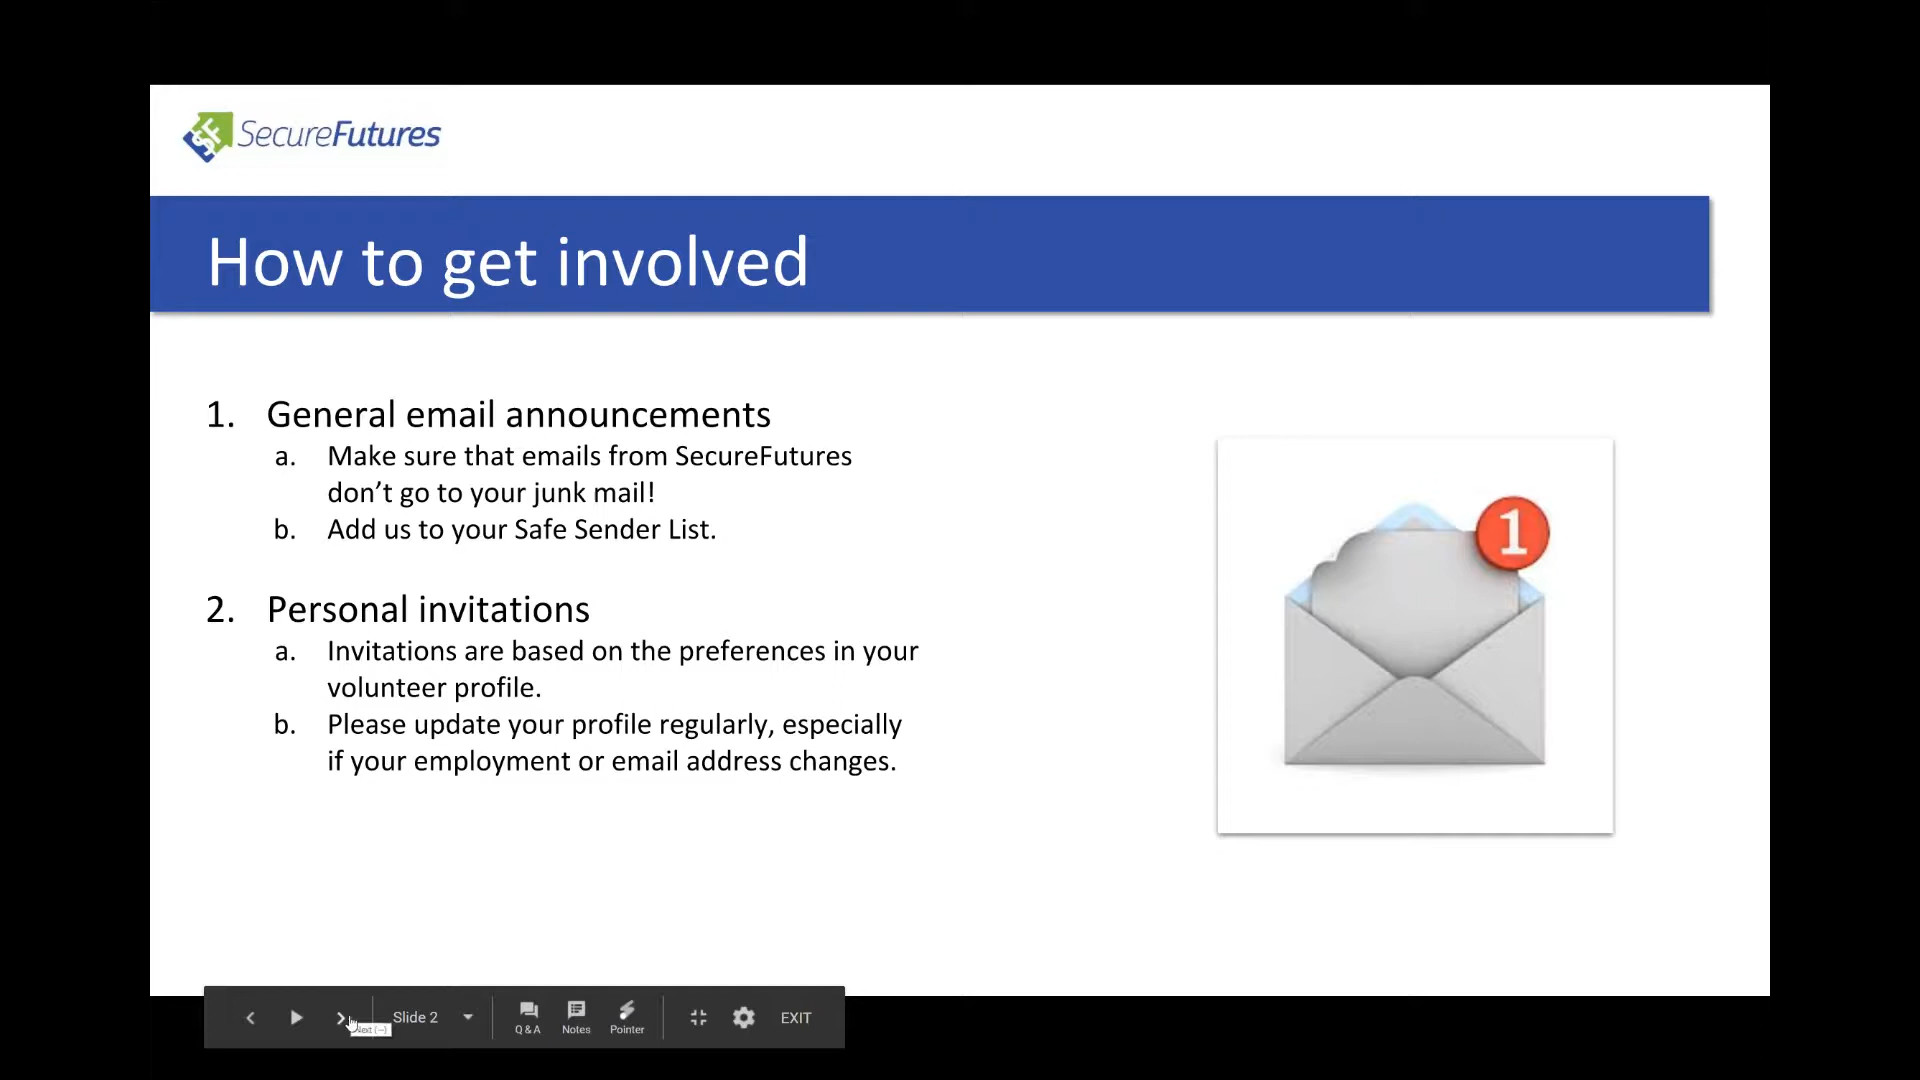 SecureFutures
How to get involved
1. General email announcements
a. Make sure that emails from SecureFutures
don’t go to your junk mail!
b. Add us to your Safe Sender List.
2. Personal invitations
a. Invitations are based on the preferences in your
volunteer profile.
b. Please update your profile regularly, especially
if your employment or email address changes.
1
Slide 2
Q & A
Notes
Pointer
EXIT